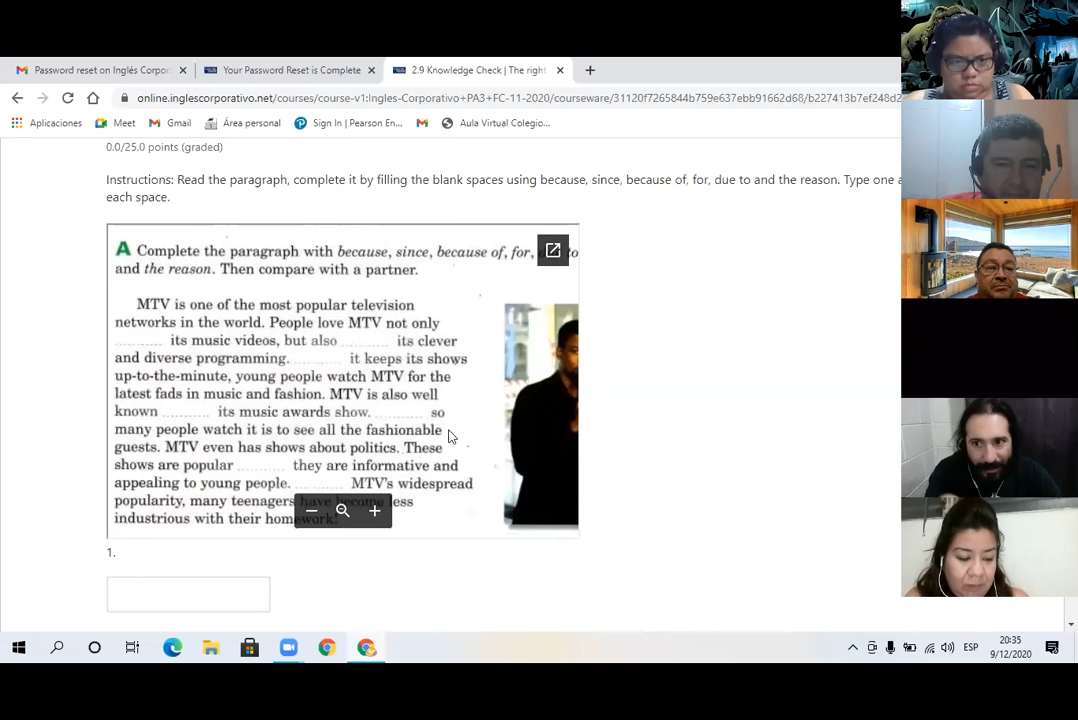 Password reset on Inglés Corpor
Your Password Reset is Complete
2.9 Knowledge Check | The right
online.inglescorporativo.net/courses/course-v1:Ingles-Corporativo+PA3+FC-11-2020/courseware/31120f7265844b759e637ebb91662d68/b227413b7ef248d2
Aplicaciones
Meet
Gmail
Área personal
Sign In | Pearson En...
Aula Virtual Colegio...
0.0/25.0 points (graded)
Instructions: Read the paragraph, complete it by filling the blank spaces using because, since, because of, for, due to and the reason. Type one a
each space.
A Complete the paragraph with because, since, because of, for, to
and the reason. Then compare with a partner.
MTV is one of the most popular television
networks in the world. People love MTV not only
its music videos, but also its clever
and diverse programming. it keeps its shows
up-to-the-minute, young people watch MTV for the
latest fads in music and fashion. MTV is also well
known its music awards show. so
many people watch it is to see all the fashionable
guests. MTV even has shows about politics. These
shows are popular they are informative and
appealing to young people. MTV's widespread
popularity, many teenagers have become less
industrious with their homework.
1.
ESP
20:35
9/12/2020